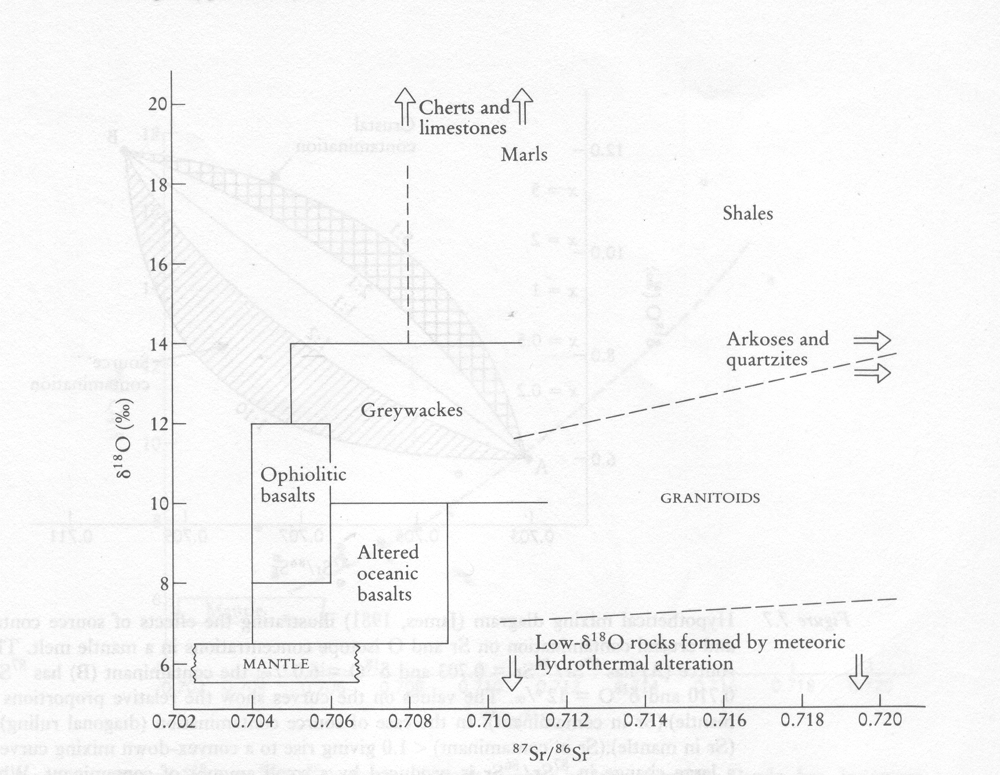 20
18
16
14
12
10
8
6
δ¹⁸O (‰)
Cherts and
limestones
Marls
Shales
Arkoses and
quartzites
Greywackes
Ophiolitic
basalts
GRANITOIDS
Altered
oceanic
basalts
MANTLE
Low-δ¹⁸O rocks formed by meteoric
hydrothermal alteration
0.702 0.704 0.706 0.708 0.710 0.712 0.714 0.716 0.718 0.720
⁸⁷Sr/⁸⁶Sr